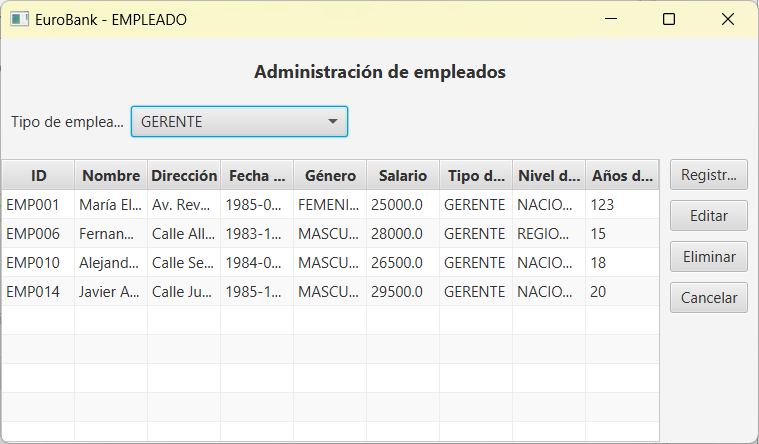 EuroBank - EMPLEADO
Administración de empleados
Tipo de emplea... GERENTE
ID Nombre Dirección Fecha ... Género Salario Tipo d... Nivel d... Años d... Registr...
EMP001 María El... Av. Rev... 1985-0... FEMENI... 25000.0 GERENTE NACIO... 123
Editar
EMP006 Fernan... Calle All... 1983-1... MASCU... 28000.0 GERENTE REGIO... 15
EMP010 Alejand... Calle Se... 1984-0... MASCU... 26500.0 GERENTE NACIO... 18 Eliminar
EMP014 Javier A... Calle Ju... 1985-1... MASCU... 29500.0 GERENTE NACIO... 20 Cancelar